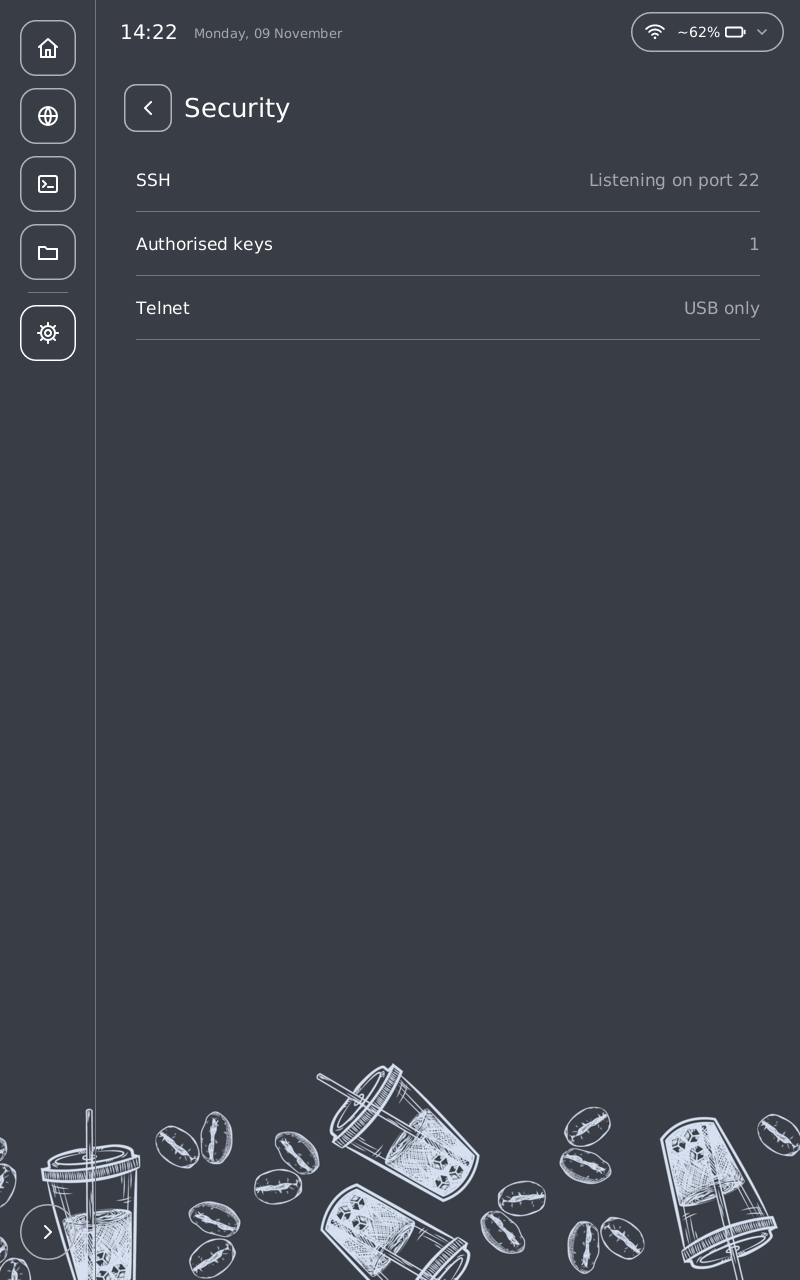 14:22 Monday, 09 November ~62%
Security
SSH Listening on port 22
Authorised keys 1
Telnet USB only